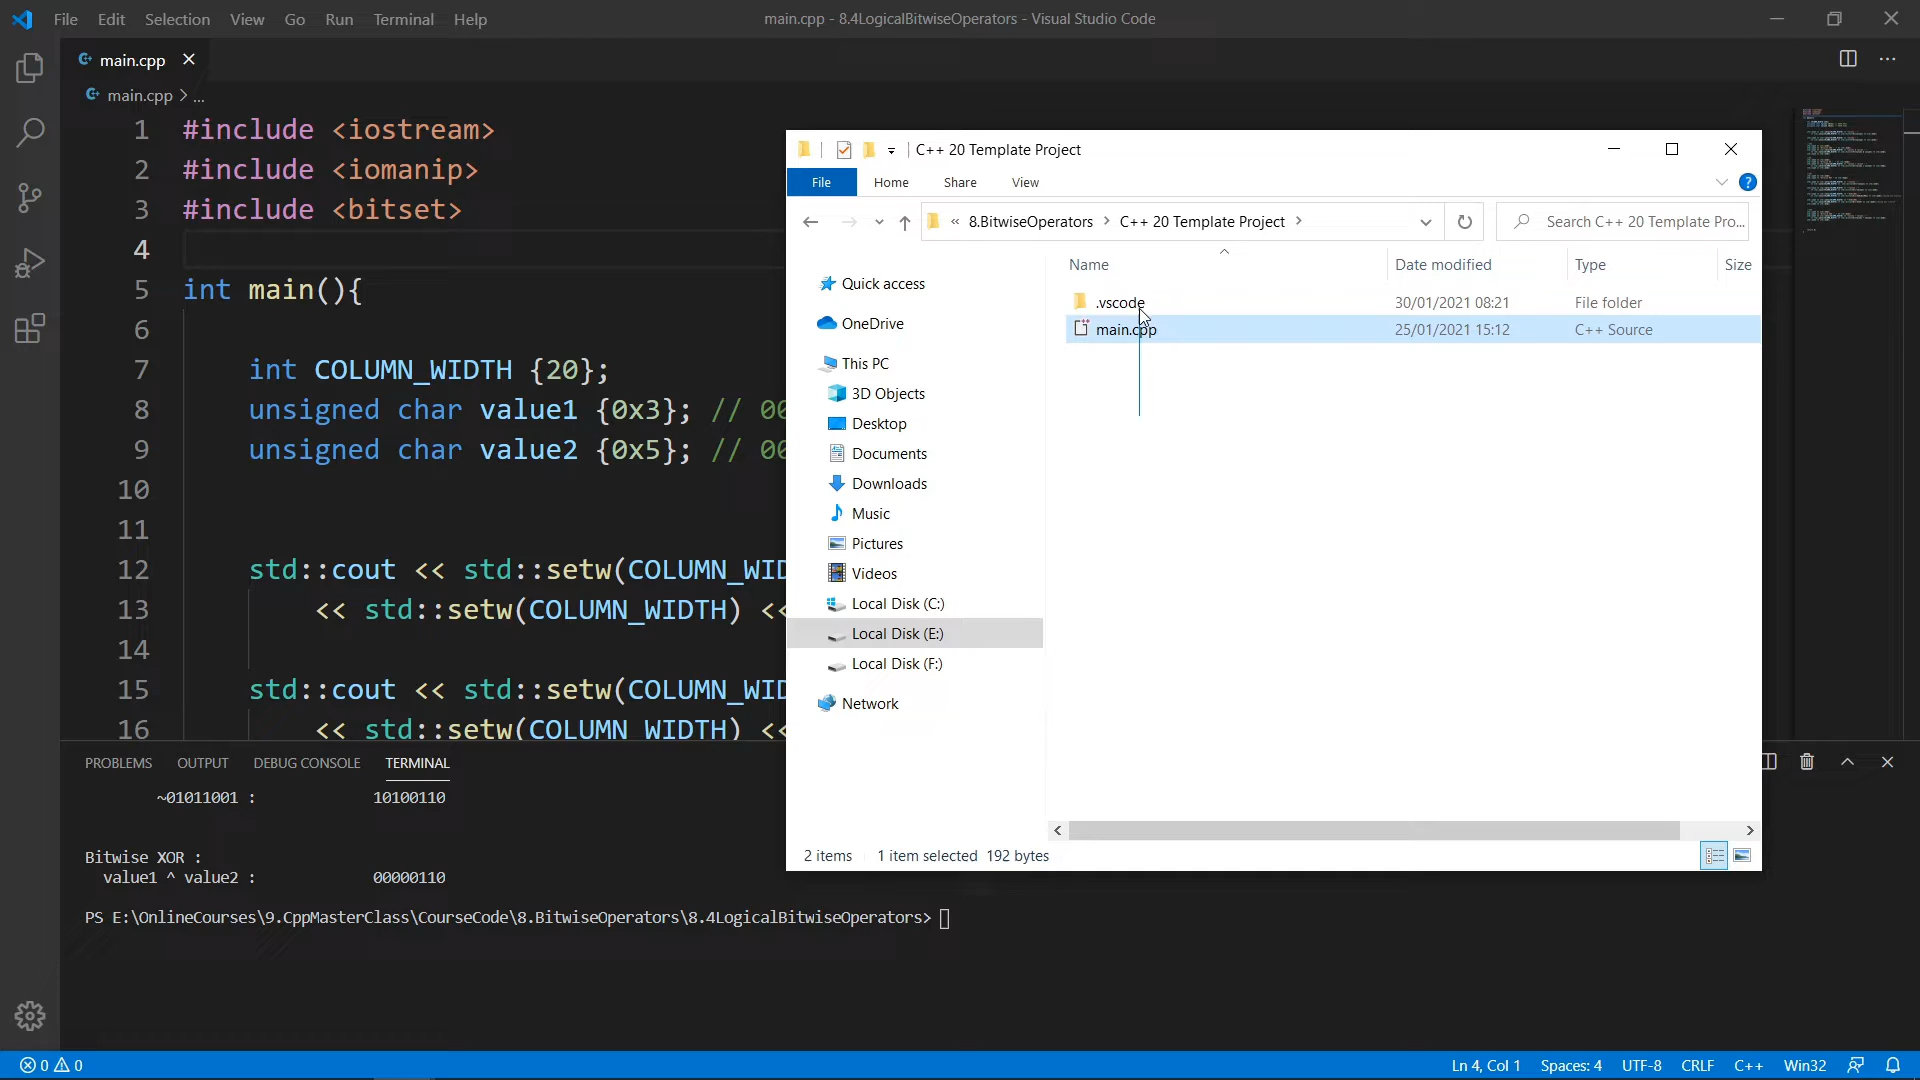 File Edit Selection View Go Run Terminal Help
main.cpp - 8.4LogicalBitwiseOperators - Visual Studio Code
main.cpp
main.cpp > ...
1 #include <iostream>
2 #include <iomanip>
3 #include <bitset>
4
5 int main(){
6
7 int COLUMN_WIDTH {20};
8 unsigned char value1 {0x3}; // 00
9 unsigned char value2 {0x5}; // 00
10
11
12 std::cout << std::setw(COLUMN_WID
13 << std::setw(COLUMN_WIDTH) <<
14
15 std::cout << std::setw(COLUMN_WID
16 << std::setw(COLUMN_WIDTH) <<
C++ 20 Template Project
File Home Share View
« 8.BitwiseOperators > C++ 20 Template Project >
Search C++ 20 Template Pro...
Name Date modified Type Size
.vscode 30/01/2021 08:21 File folder
main.cpp 25/01/2021 15:12 C++ Source
Quick access
OneDrive
This PC
3D Objects
Desktop
Documents
Downloads
Music
Pictures
Videos
Local Disk (C:)
Local Disk (E:)
Local Disk (F:)
Network
2 items 1 item selected 192 bytes
PROBLEMS OUTPUT DEBUG CONSOLE TERMINAL
~01011001 : 10100110
Bitwise XOR :
value1 ^ value2 : 00000110
PS E:\OnlineCourses\9.CppMasterClass\CourseCode\8.BitwiseOperators\8.4LogicalBitwiseOperators>
0 0
Ln 4, Col 1 Spaces: 4 UTF-8 CRLF C++ Win32